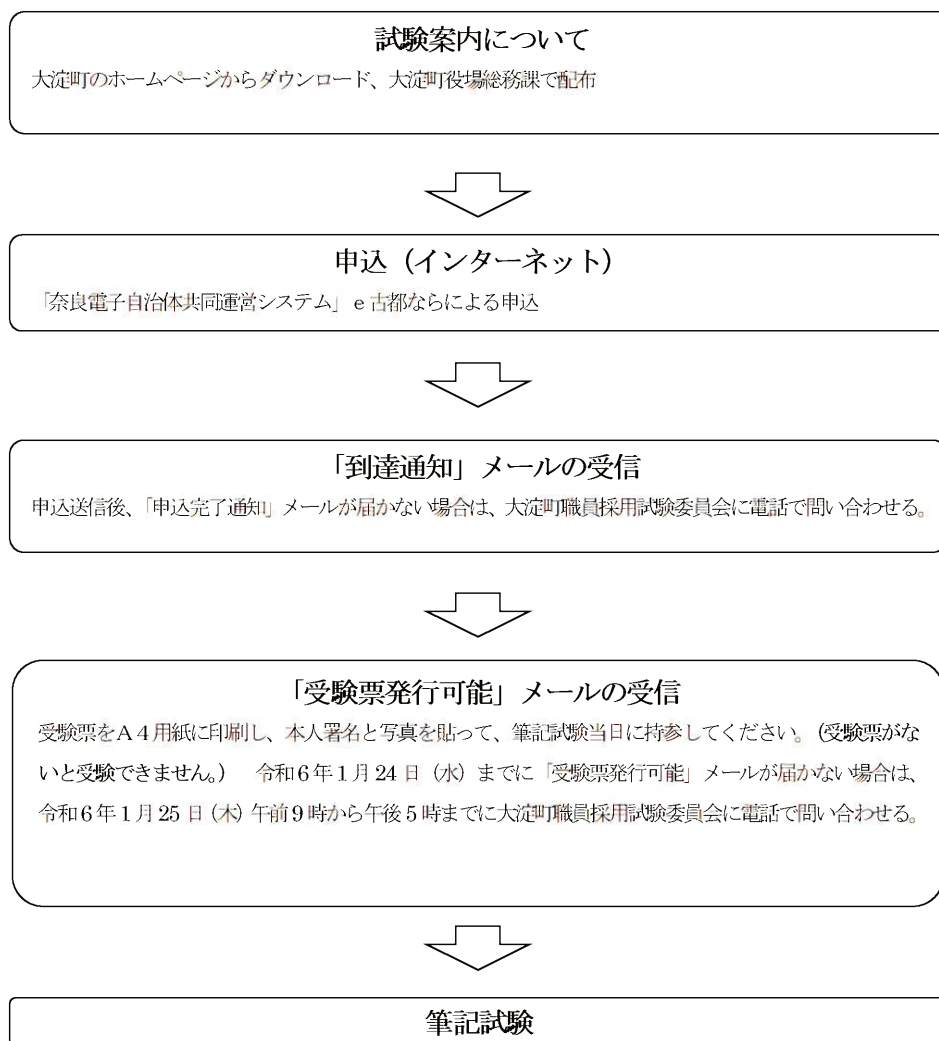 試験案内について
大淀町のホームページからダウンロード、大淀町役場総務課で配布
申込（インターネット）
「奈良電子自治体共同運営システム」ｅ古都ならによる申込
「到達通知」メールの受信
申込送信後、「申込完了通知」メールが届かない場合は、大淀町職員採用試験委員会に電話で問い合わせる。
「受験票発行可能」メールの受信
受験票をＡ４用紙に印刷し、本人署名と写真を貼って、筆記試験当日に持参してください。（受験票がな
いと受験できません。）　令和６年１月 24 日（水）までに「受験票発行可能」メールが届かない場合は、
令和６年１月 25 日（木）午前９時から午後５時までに大淀町職員採用試験委員会に電話で問い合わせる。
筆記試験